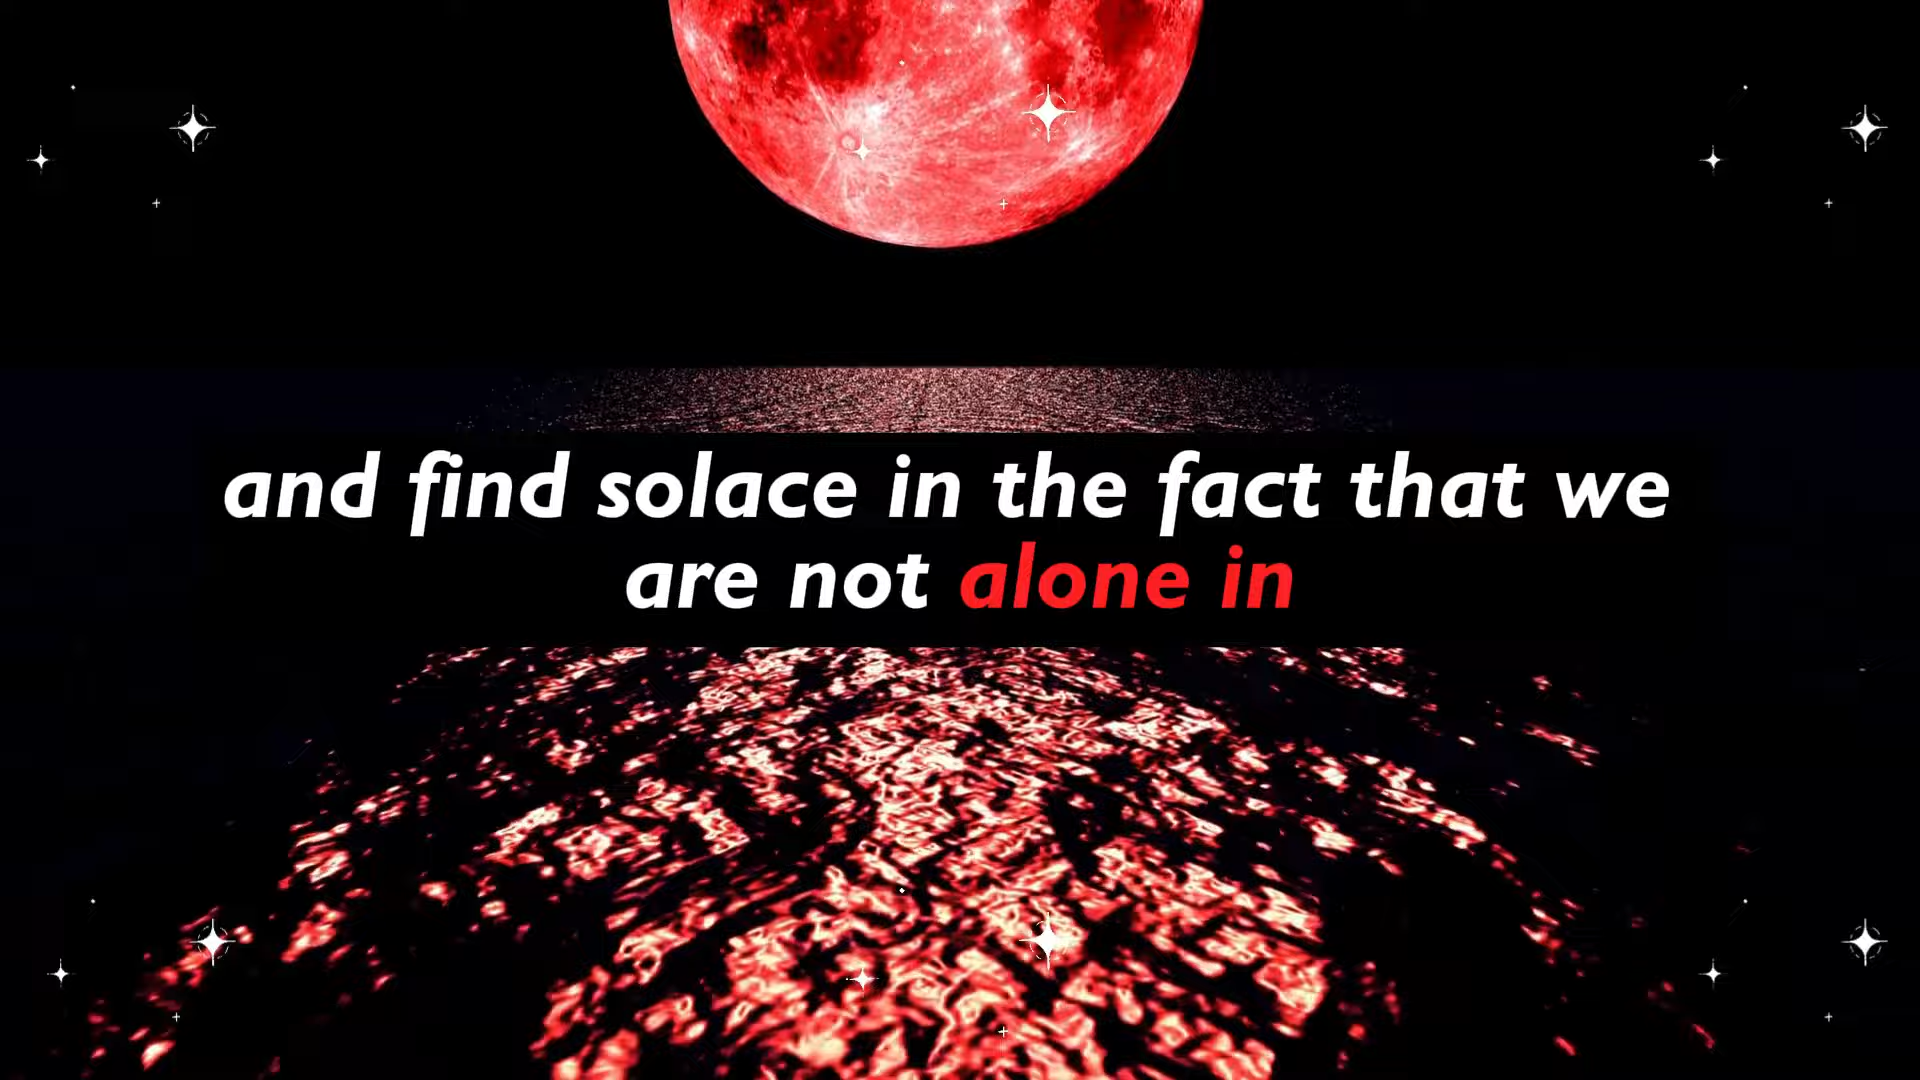 and find solace in the fact that we
are not alone in